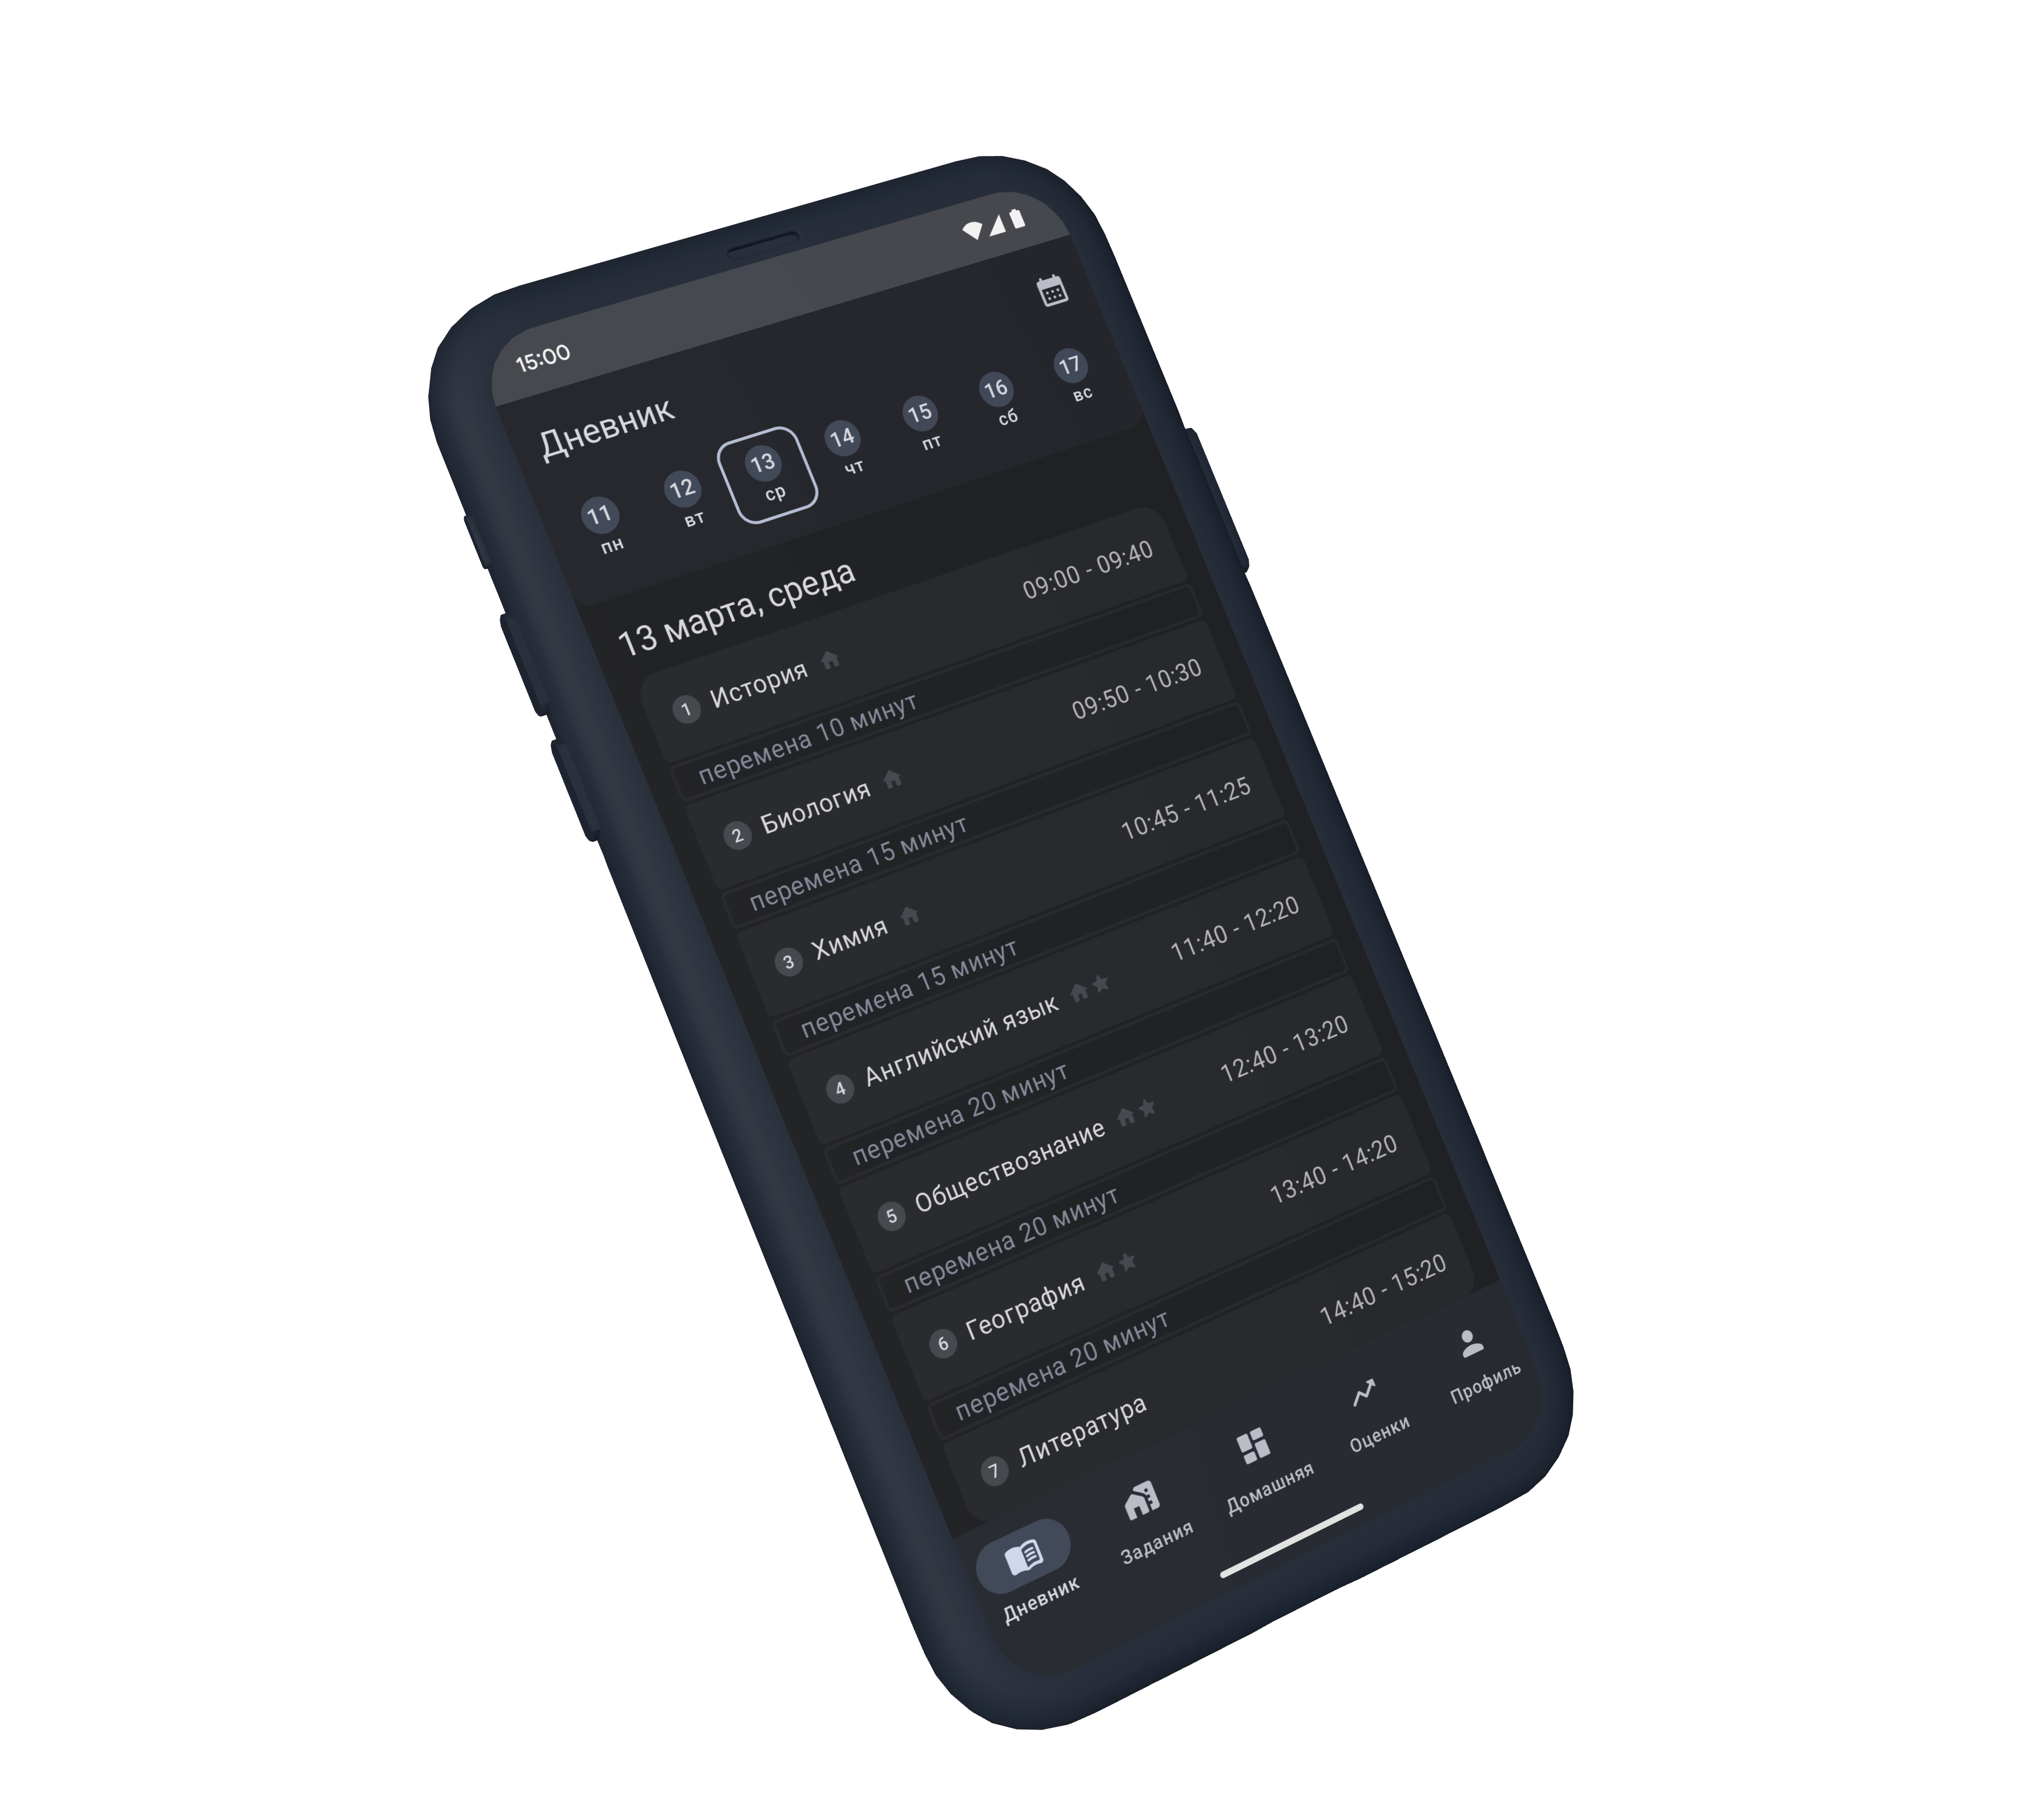 15:00
Дневник
11 12 13 14 15 16 17
пн вт ср чт пт сб вс
13 марта, среда
1 История 09:00 - 09:40
перемена 10 минут
2 Биология 09:50 - 10:30
перемена 15 минут
3 Химия 10:45 - 11:25
перемена 15 минут
4 Английский язык 11:40 - 12:20
перемена 20 минут
5 Обществознание 12:40 - 13:20
перемена 20 минут
6 География 13:40 - 14:20
перемена 20 минут
7 Литература 14:40 - 15:20
Дневник Задания Домашняя Оценки Профиль